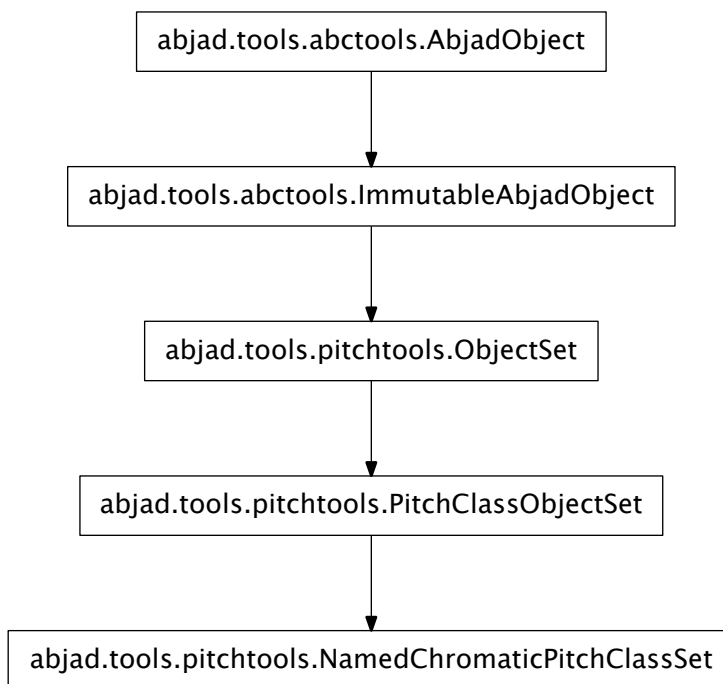 abjad.tools.abctools.AbjadObject
abjad.tools.abctools.ImmutableAbjadObject
abjad.tools.pitchtools.ObjectSet
abjad.tools.pitchtools.PitchClassObjectSet
abjad.tools.pitchtools.NamedChromaticPitchClassSet